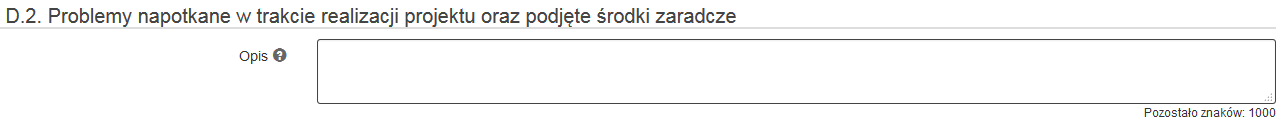 D.2. Problemy napotkane w trakcie realizacji projektu oraz podjęte środki zaradcze
Opis ?
Pozostało znaków: 1000